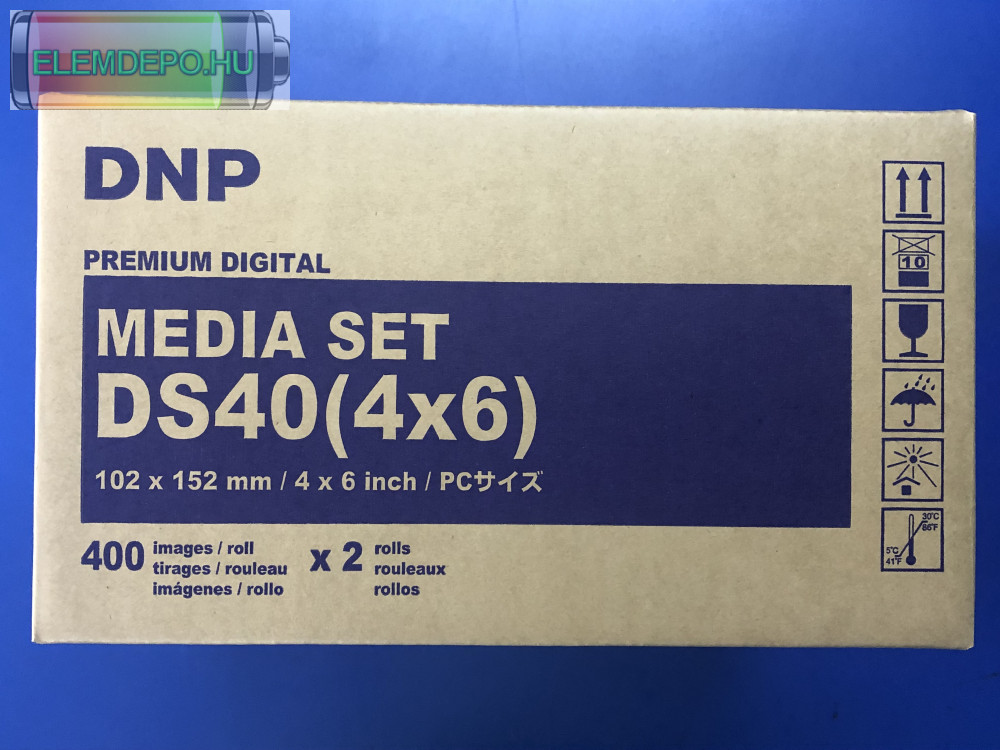 ELEMDEPO.HU
DNP
PREMIUM DIGITAL
MEDIA SET
DS40(4x6)
102 x 152 mm / 4 x 6 inch / PCサイズ
400 images / roll x 2 rolls
tirages / rouleau rouleaux
imágenes / rollo rollos
10
30°C
86°F
5°C
41°F